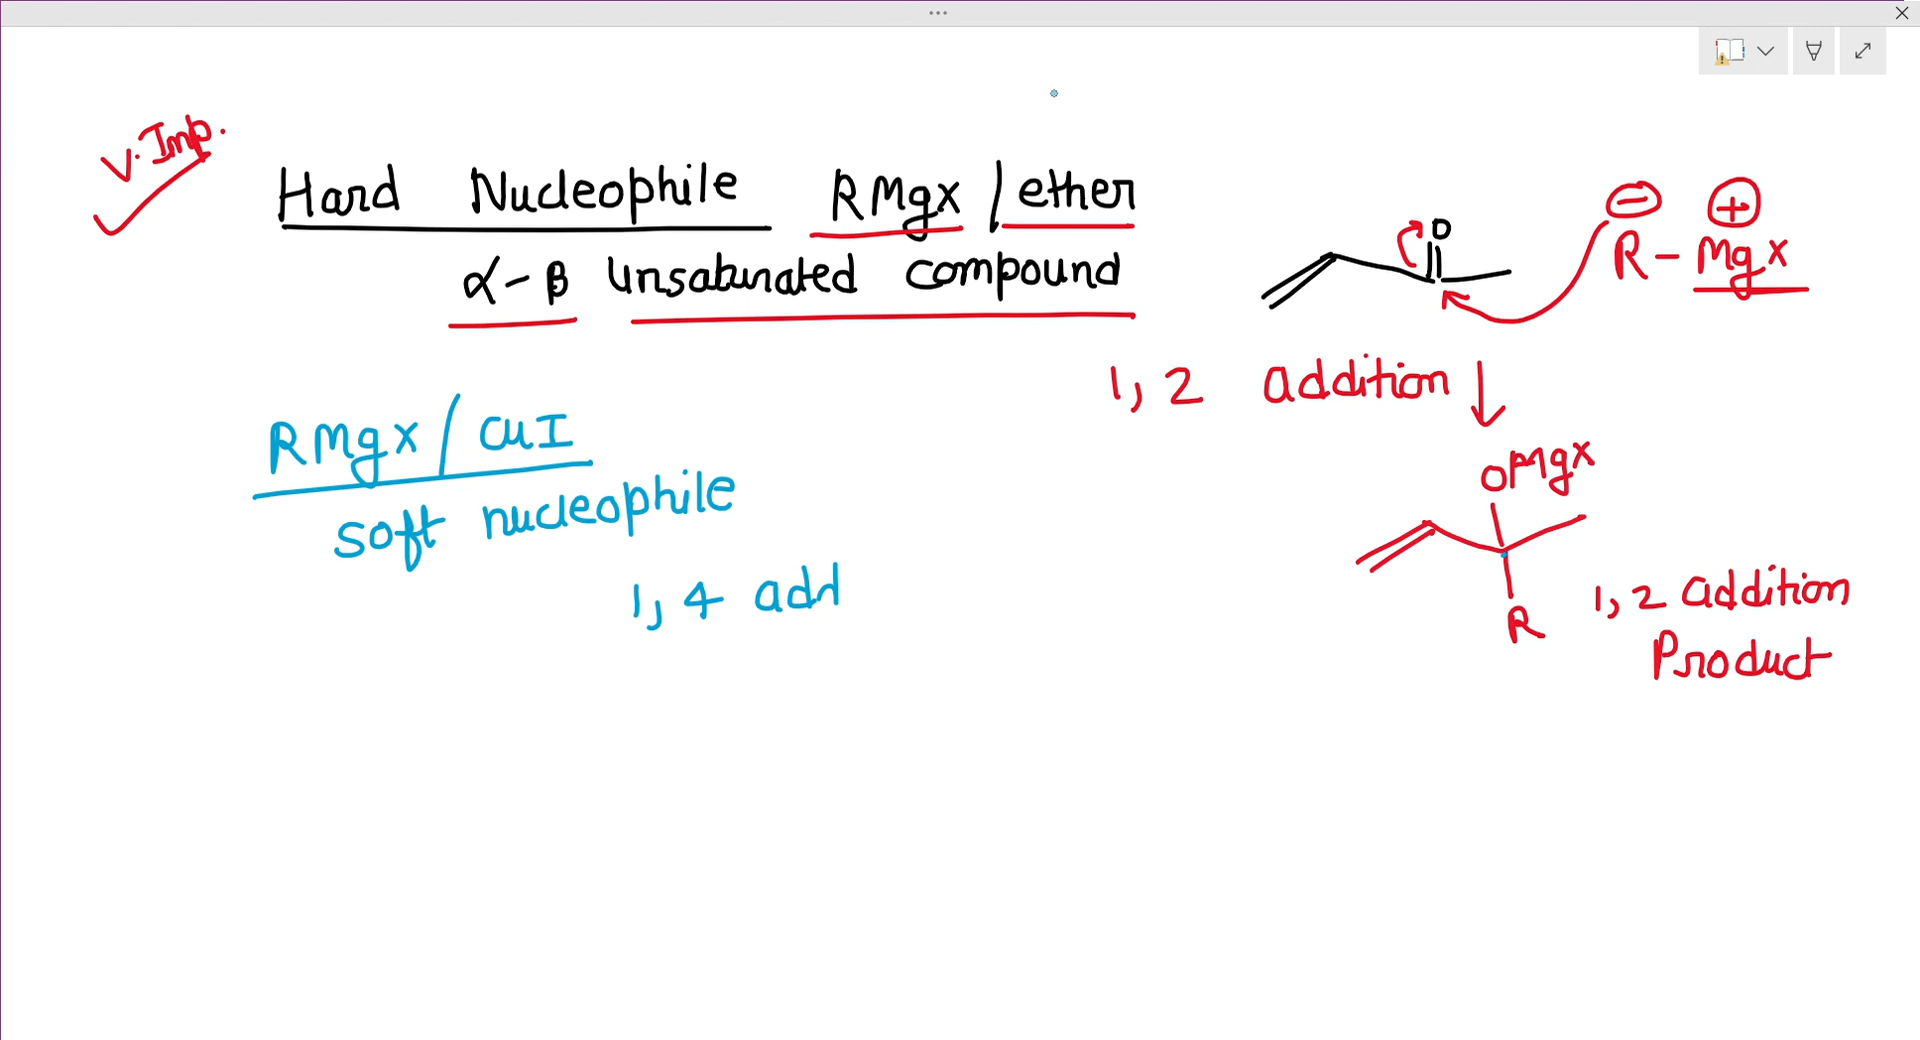 V. Imp.
Hard Nucleophile RMgx / ether
α-β unsaturated compound
O
⊖ ⊕
R - Mgx
1, 2 addition
RMgx / CuI
soft nucleophile
1, 4 add
OMgx
R
1, 2 addition
Product